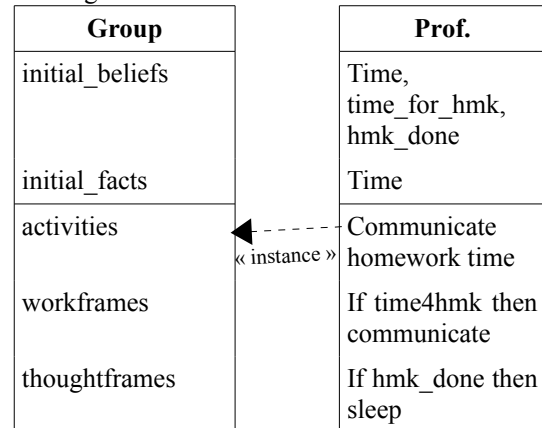 Group
Prof.
initial_beliefs
Time,
time_for_hmk,
hmk_done
initial_facts
Time
activities
Communicate
homework time
« instance »
workframes
If time4hmk then
communicate
thoughtframes
If hmk_done then
sleep